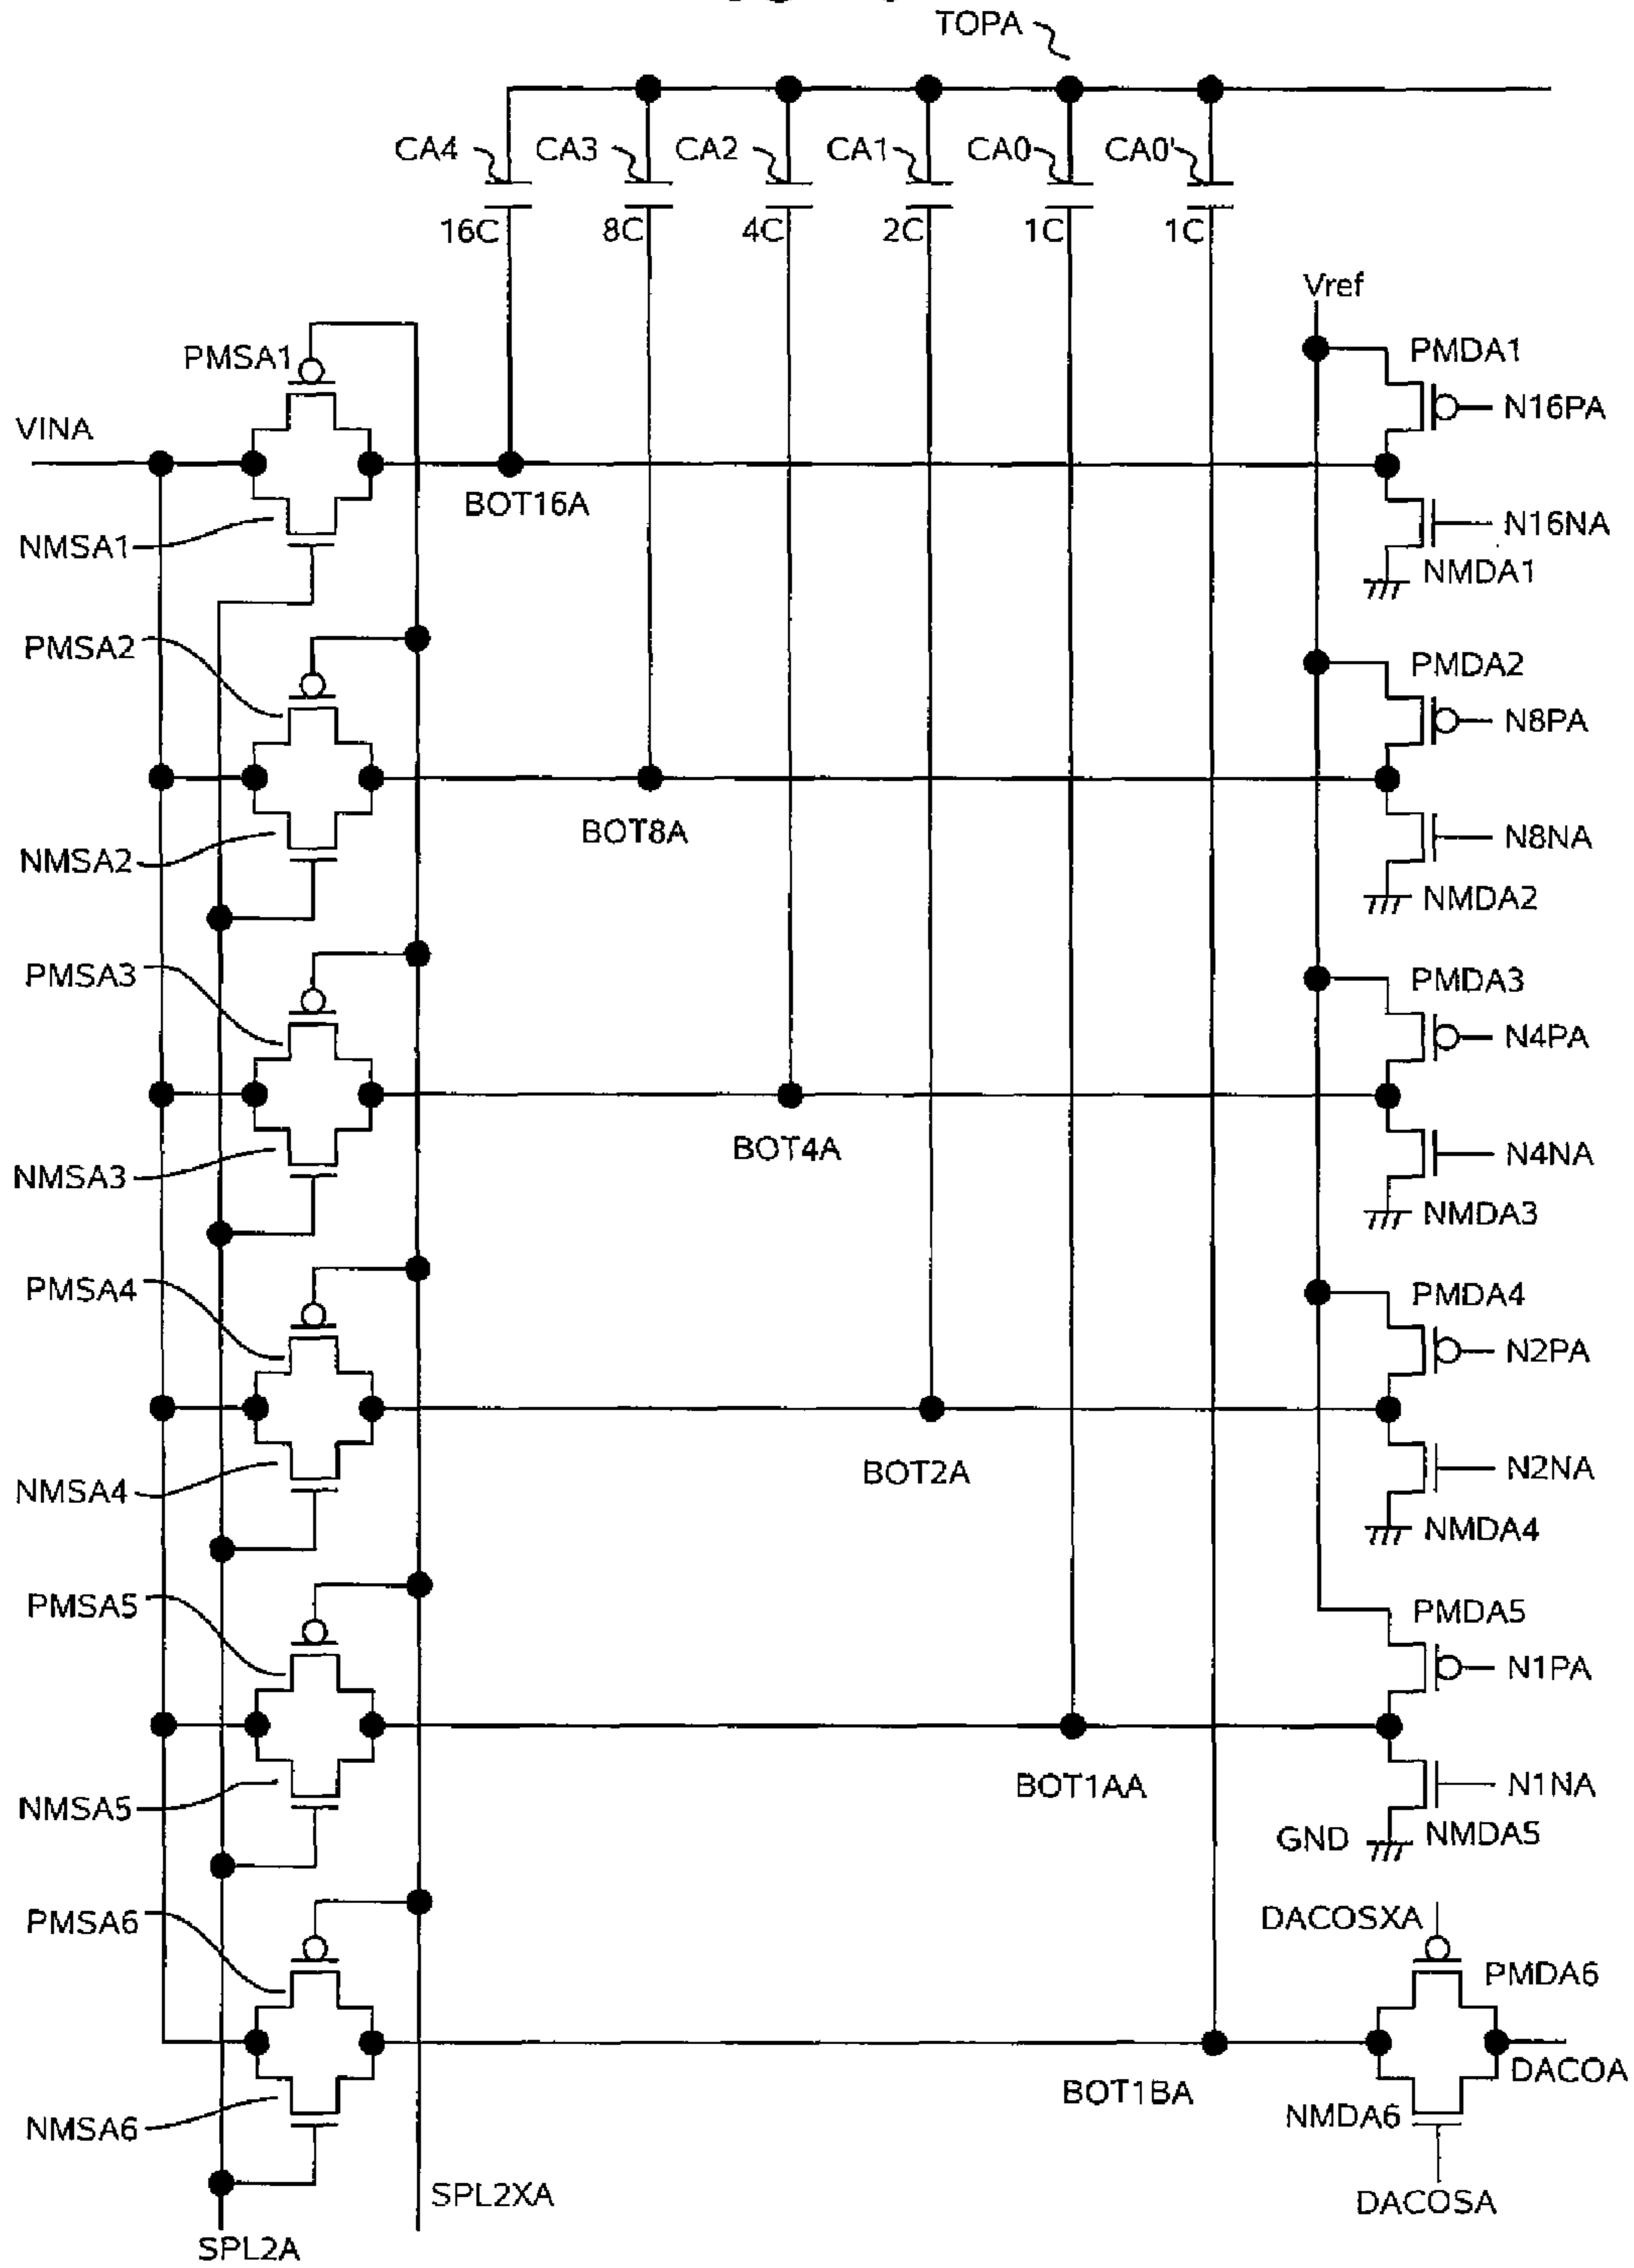 TOPA
CA4 CA3 CA2 CA1 CA0 CA0'
16C 8C 4C 2C 1C 1C
Vref
PMSA1 PMDA1
N16PA
VINA
BOT16A
N16NA
NMSA1 NMDA1
PMSA2 PMDA2
N8PA
BOT8A N8NA
NMSA2
NMDA2
PMSA3 PMDA3
N4PA
BOT4A N4NA
NMSA3
NMDA3
PMSA4 PMDA4
N2PA
BOT2A N2NA
NMSA4
NMDA4
PMSA5 PMDA5
N1PA
BOT1AA N1NA
NMSA5
GND NMDA5
PMSA6 DACOSXA
PMDA6
DACOA
BOT1BA
NMSA6 NMDA6
SPL2XA DACOSA
SPL2A